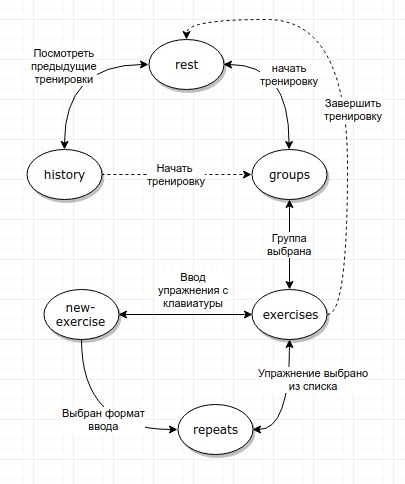 rest
Посмотреть
предыдущие
тренировки
начать
тренировку
Завершить
тренировку
history
Начать
тренировку
groups
Группа
выбрана
Ввод
упражнения с
клавиатуры
new-
exercise
exercises
Упражнение выбрано
из списка
Выбран формат
ввода
repeats